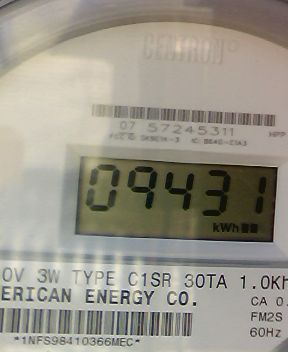 CENTRON®
07 57245311
HPP
09431
kWh
0V 3W TYPE C1SR 30TA 1.0Kh
ERICAN ENERGY CO.
CA 0.
FM2S
60Hz
*1NFS98410366MEC*